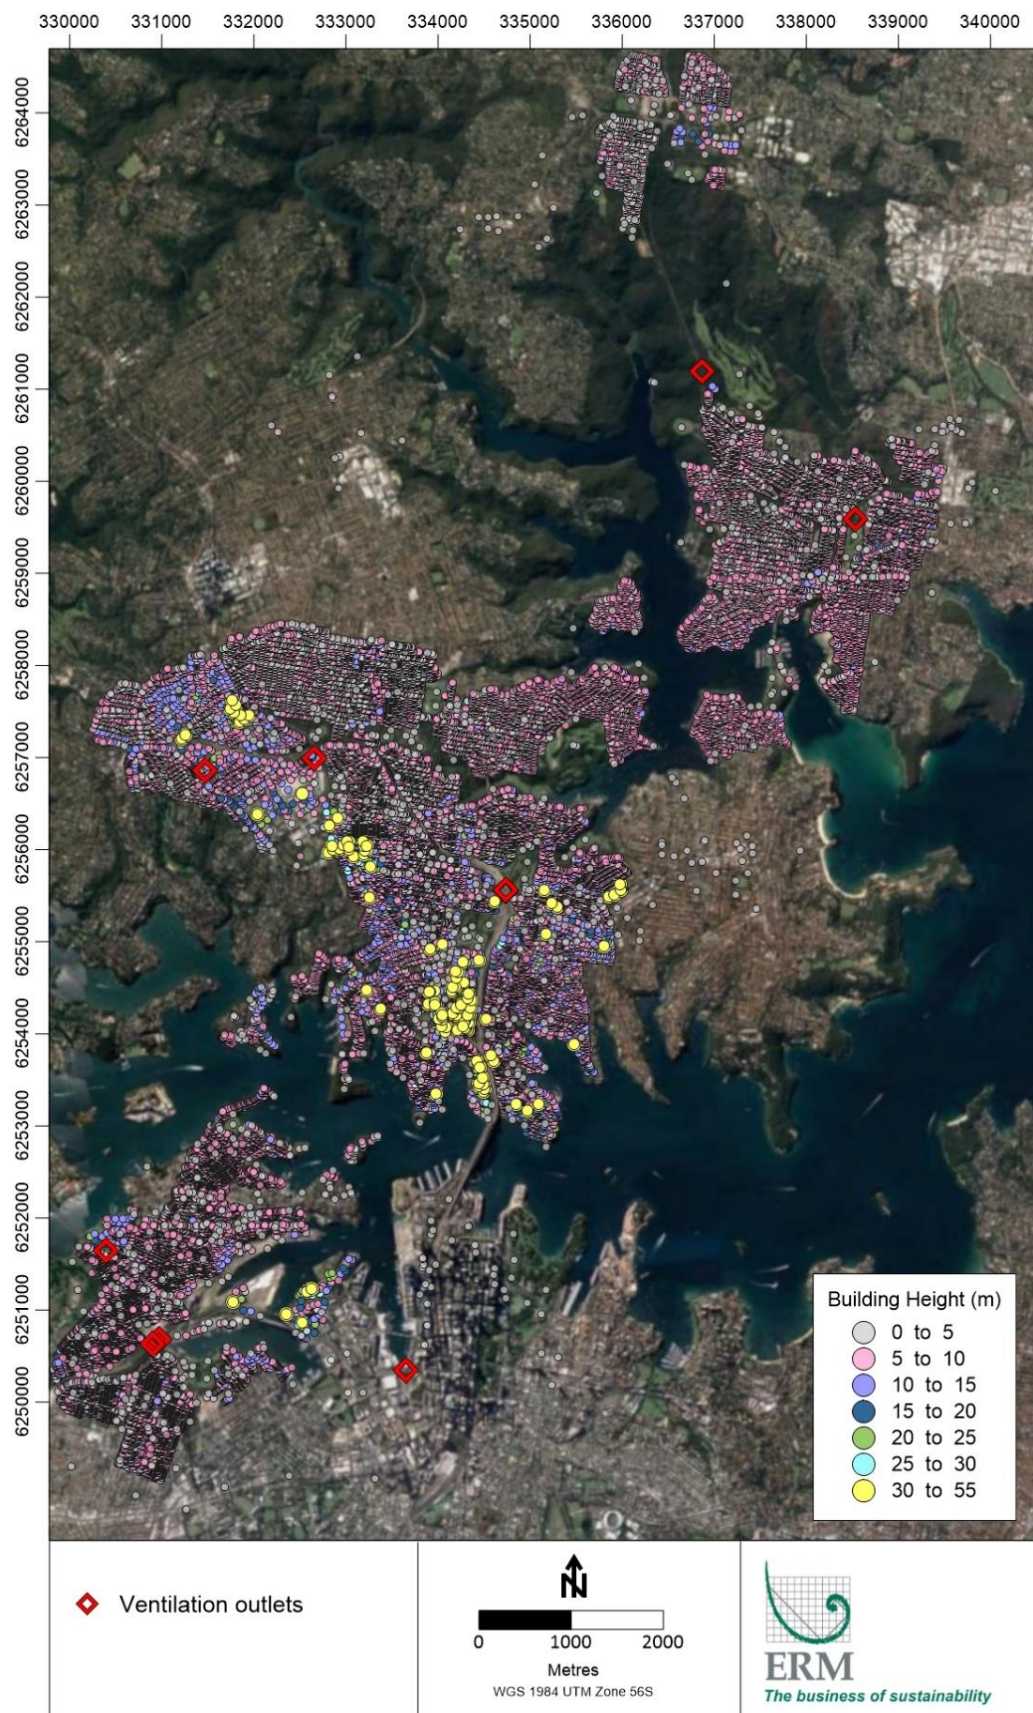 330000 331000 332000 333000 334000 335000 336000 337000 338000 339000 340000
6264000
6263000
6262000
6261000
6260000
6259000
6258000
6257000
6256000
6255000
6254000
6253000
6252000
6251000
6250000
Building Height (m)
0 to 5
5 to 10
10 to 15
15 to 20
20 to 25
25 to 30
30 to 55
Ventilation outlets
N
0 1000 2000
Metres
WGS 1984 UTM Zone 56S
ERM
The business of sustainability